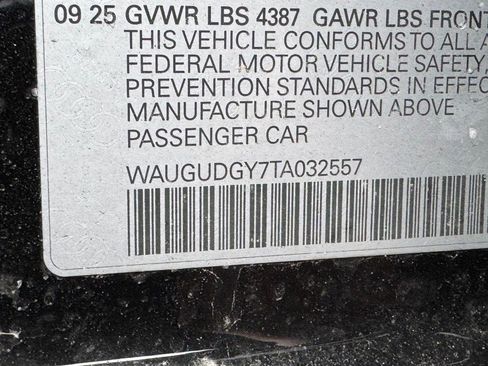 09 25 GVWR LBS 4387 GAWR LBS FRONT
THIS VEHICLE CONFORMS TO ALL A
FEDERAL MOTOR VEHICLE SAFETY,
PREVENTION STANDARDS IN EFFEC
MANUFACTURE SHOWN ABOVE
PASSENGER CAR
WAUGUDGY7TA032557